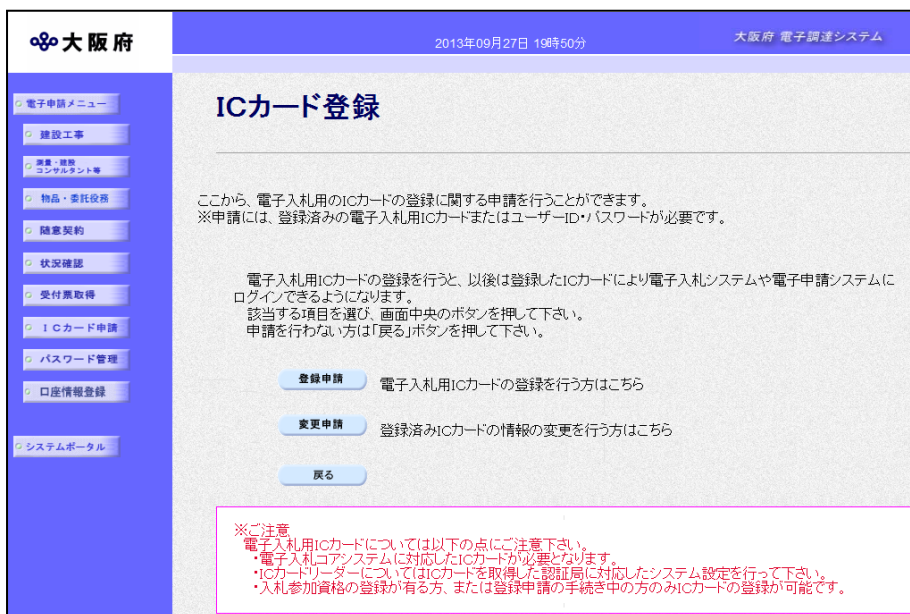 大阪府
2013年09月27日 19時50分
大阪府 電子調達システム
電子申請メニュー
建設工事
測量・建設
コンサルタント等
物品・委託役務
随意契約
状況確認
受付票取得
ＩＣカード申請
パスワード管理
口座情報登録
システムポータル
ICカード登録
ここから、電子入札用のICカードの登録に関する申請を行うことができます。
※申請には、登録済みの電子入札用ICカードまたはユーザーID・パスワードが必要です。
電子入札用ICカードの登録を行うと、以後は登録したICカードにより電子入札システムや電子申請システムに
ログインできるようになります。
該当する項目を選び、画面中央のボタンを押して下さい。
申請を行わない方は「戻る」ボタンを押して下さい。
登録申請 電子入札用ICカードの登録を行う方はこちら
変更申請 登録済みICカードの情報の変更を行う方はこちら
戻る
※ご注意
電子入札用ICカードについては以下の点にご注意下さい。
・電子入札コアシステムに対応したICカードが必要となります。
・ICカードリーダーについてはICカードを取得した認証局に対応したシステム設定を行って下さい。
・入札参加資格の登録が有る方、または登録申請の手続き中の方のみICカードの登録が可能です。